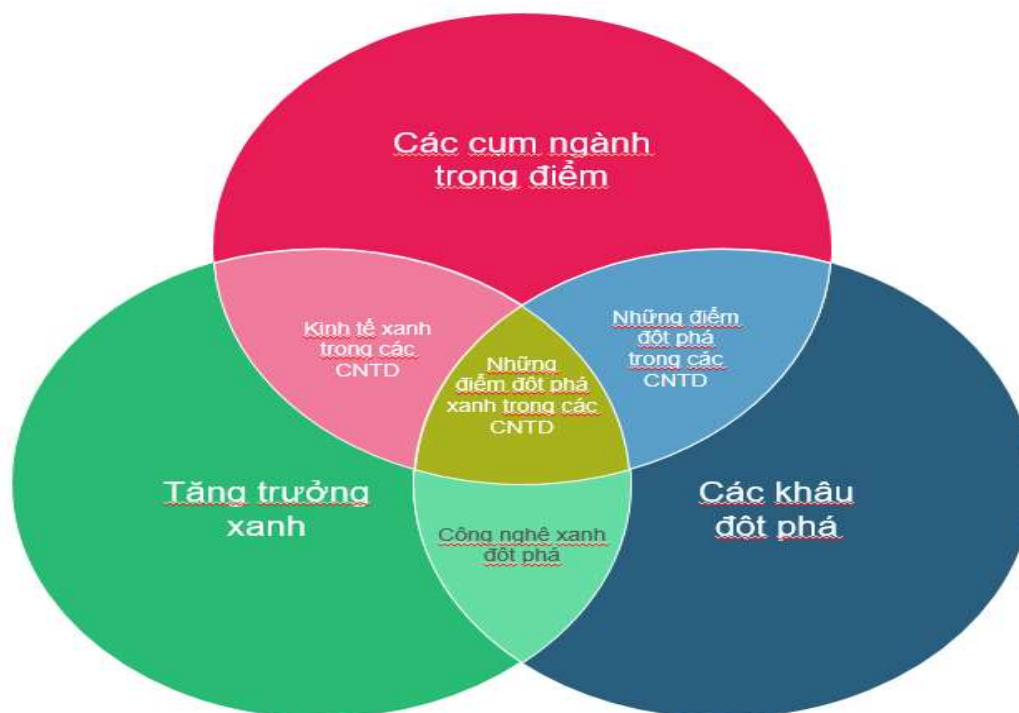 Các cụm ngành
trong điểm
Kinh tế xanh
trong các
CNTD
Những điểm
đột phá
trong các
CNTD
Những
điểm đột phá
xanh trong các
CNTD
Tăng trưởng
xanh
Các khâu
đột phá
Công nghê xanh
đột phá